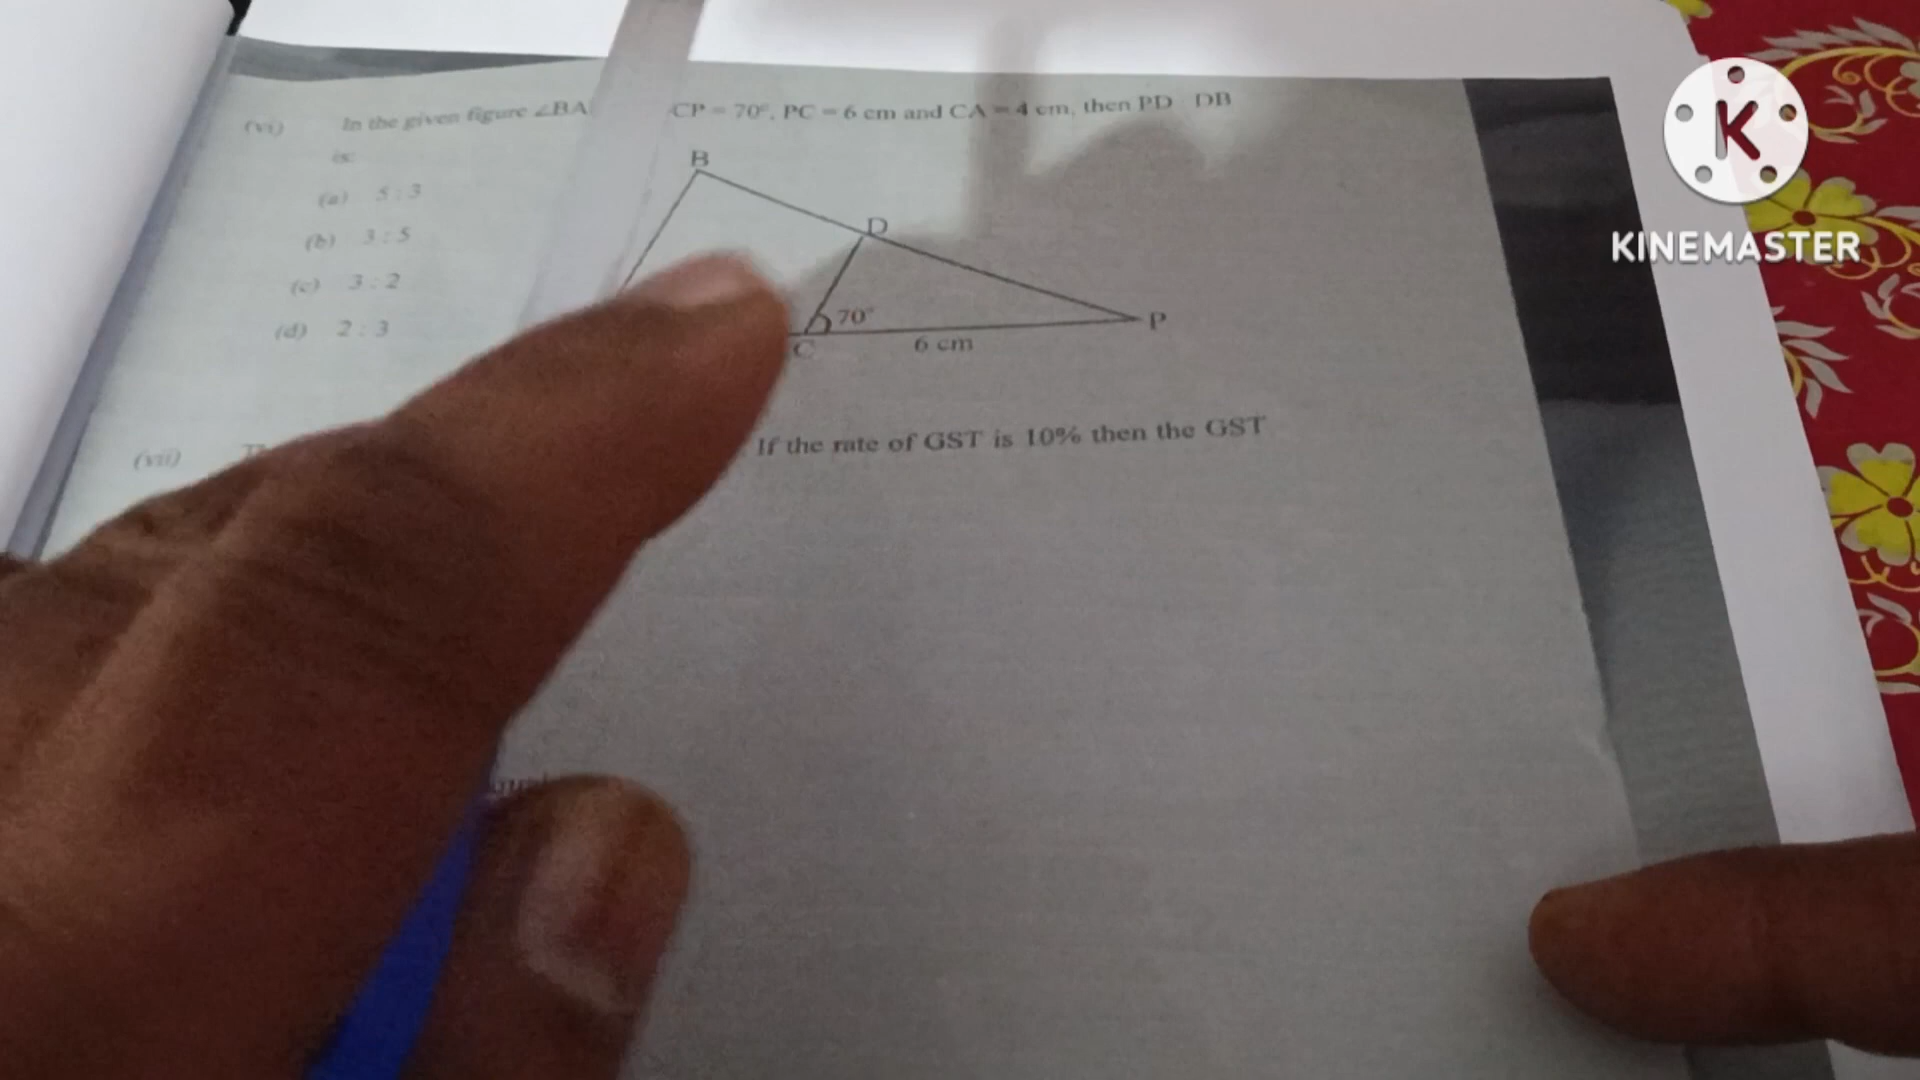 (vi) In the given figure ∠BA CP = 70°, PC = 6 cm and CA = 4 cm, then PD DB
is:
(a) 5 : 3
(b) 3 : 5
(c) 3 : 2
(d) 2 : 3
B
D
70°
P
C
6 cm
(vii) If the rate of GST is 10% then the GST
K
KINEMASTER